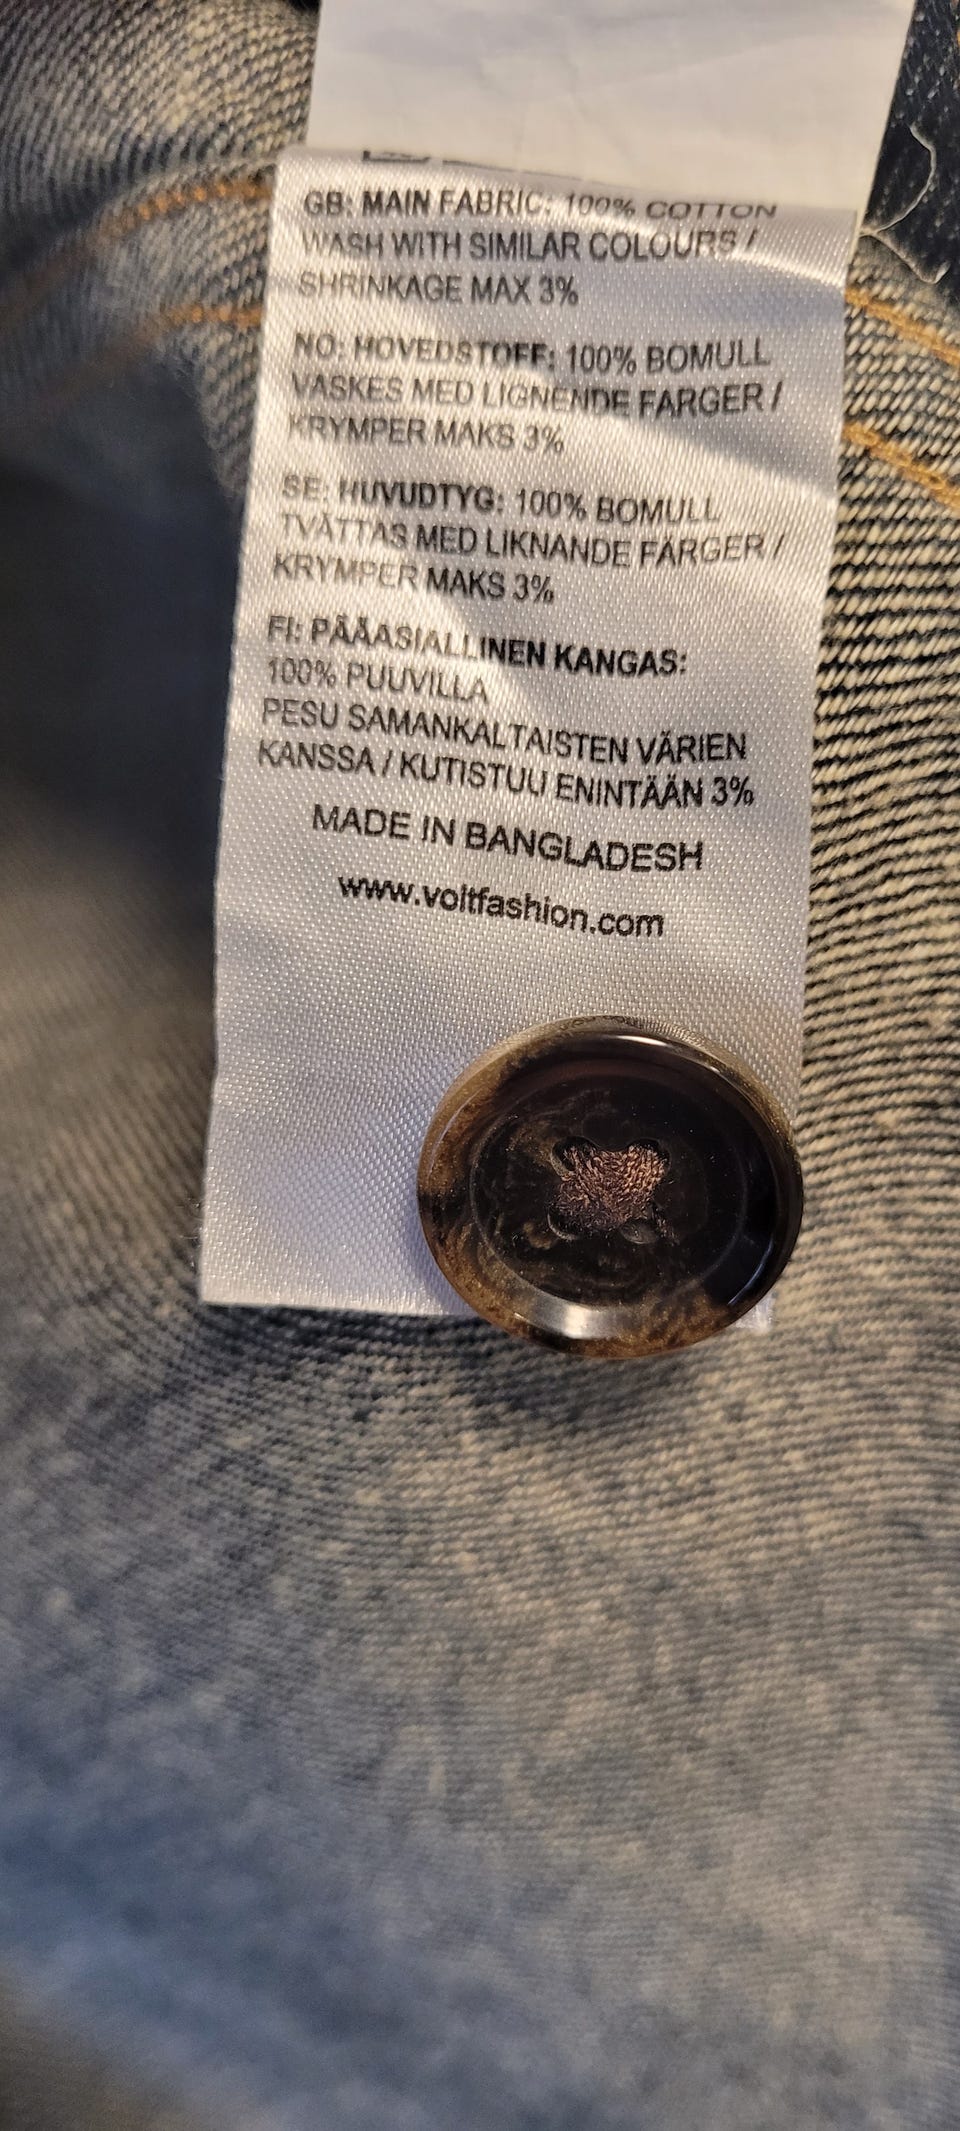 GB: MAIN FABRIC: 100% COTTON
WASH WITH SIMILAR COLOURS /
SHRINKAGE MAX 3%
NO: HOVEDSTOFF: 100% BOMULL
VASKES MED LIGNENDE FARGER /
KRYMPER MAKS 3%
SE: HUVUDTYG: 100% BOMULL
TVÄTTAS MED LIKNANDE FÄRGER /
KRYMPER MAKS 3%
FI: PÄÄASIALLINEN KANGAS:
100% PUUVILLA
PESU SAMANKALTAISTEN VÄRIEN
KANSSA / KUTISTUU ENINTÄÄN 3%
MADE IN BANGLADESH
www.voltfashion.com